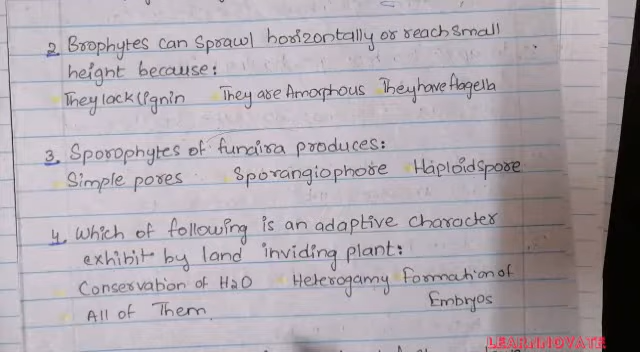 2. Brophytes can sprawl horizontally or reach small
height because:
They lack lignin They are Amorphous They have flagella
3. Sporophytes of funaira produces:
Simple pores Sporangiophore Haploid spore
4. Which of following is an adaptive character
exhibit by land inviding plant:
Conservation of H2O Heterogamy Formation of
Embryos
All of Them.
LEARNINOVATE